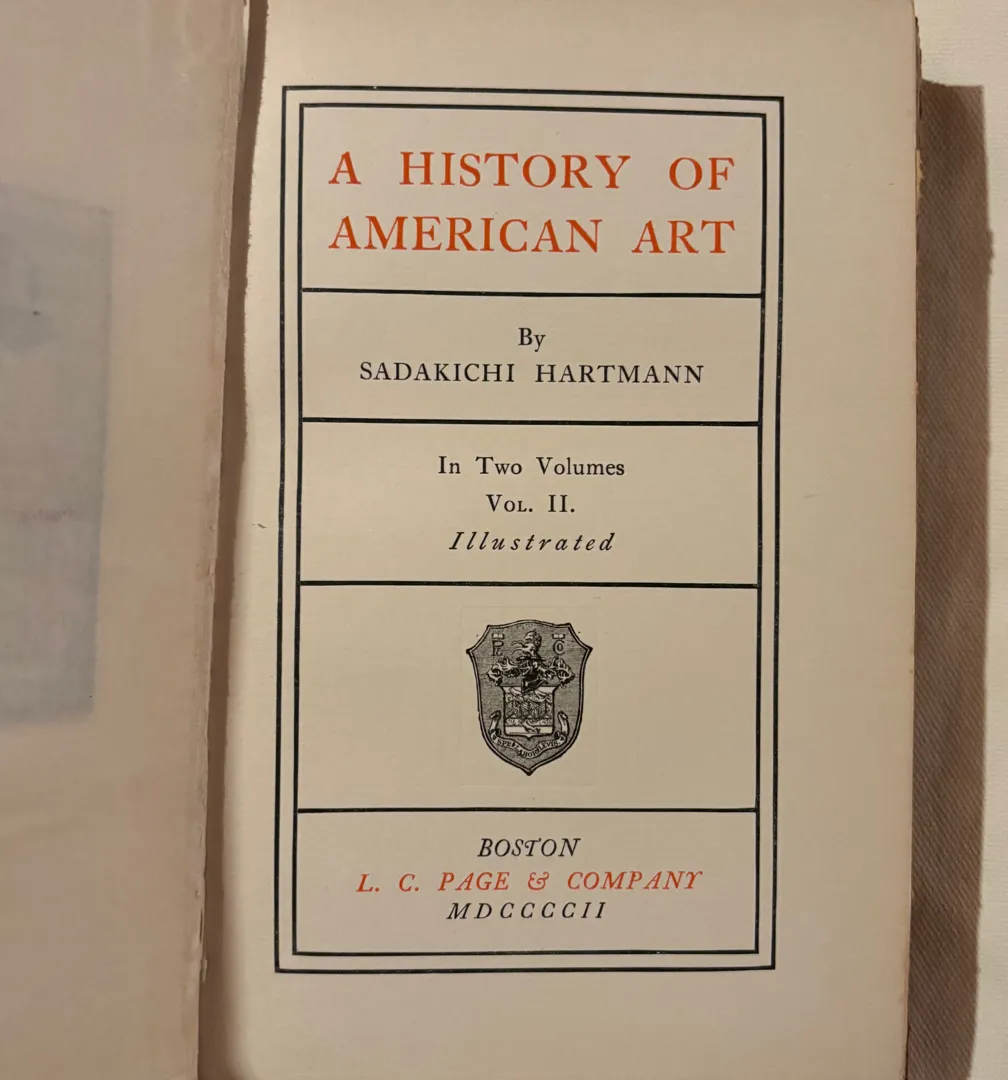 A HISTORY OF
AMERICAN ART
By
SADAKICHI HARTMANN
In Two Volumes
VOL. II.
Illustrated
P C
BOSTON
L. C. PAGE & COMPANY
MDCCCCII